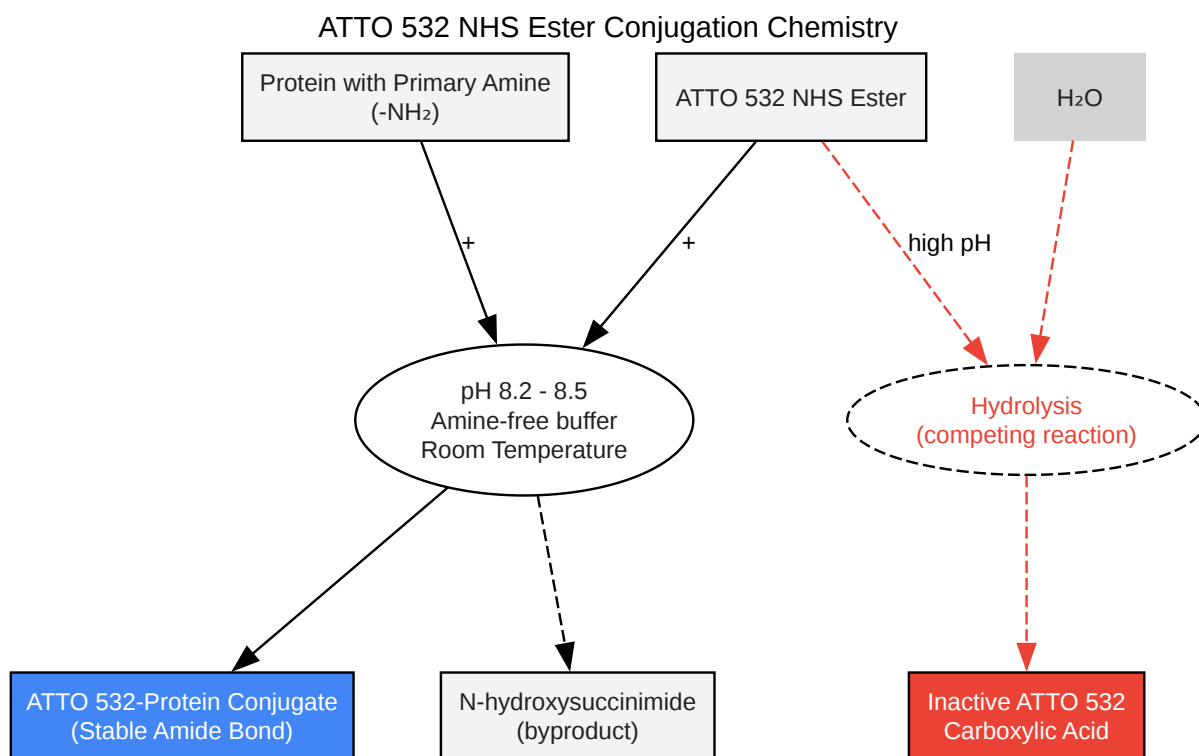 ATTO 532 NHS Ester Conjugation Chemistry
Protein with Primary Amine
(-NH₂)
ATTO 532 NHS Ester
H₂O
+
+
high pH
pH 8.2 - 8.5
Amine-free buffer
Room Temperature
Hydrolysis
(competing reaction)
ATTO 532-Protein Conjugate
(Stable Amide Bond)
N-hydroxysuccinimide
(byproduct)
Inactive ATTO 532
Carboxylic Acid